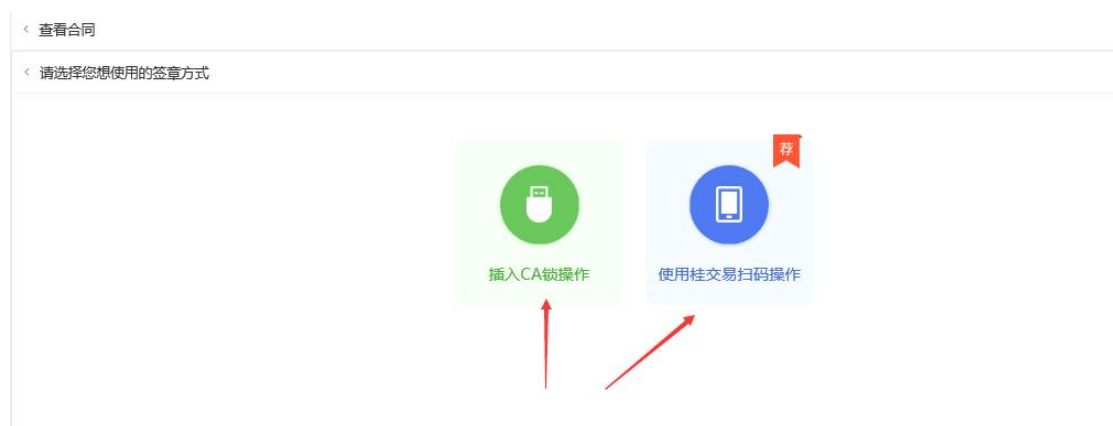 查看合同
请选择您想使用的签章方式
荐
插入CA锁操作
使用桂交易扫码操作